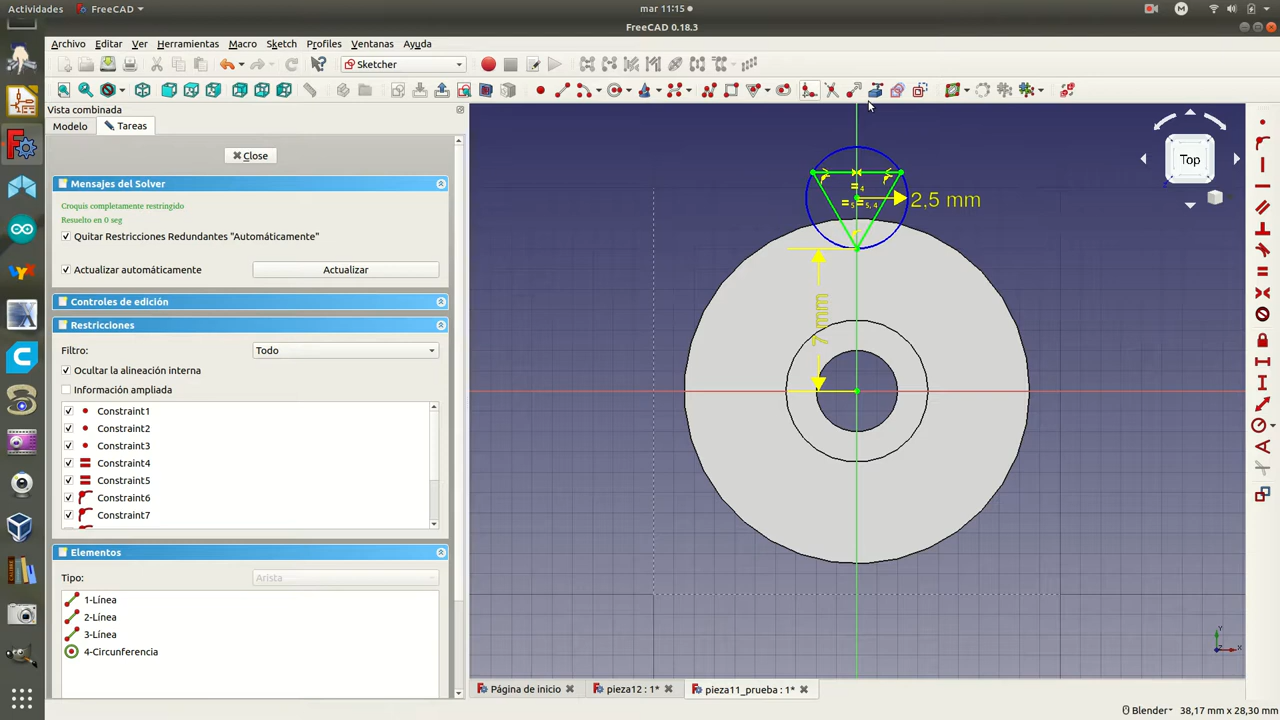 Actividades
FreeCAD
mar 11:15
FreeCAD 0.18.3
Archivo Editar Ver Herramientas Macro Sketch Profiles Ventanas Ayuda
Sketcher
Vista combinada
Modelo
Tareas
Close
Mensajes del Solver
Croquis completamente restringido
Resuelto en 0 seg
Quitar Restricciones Redundantes "Automáticamente"
Actualizar automáticamente
Actualizar
Controles de edición
Restricciones
Filtro:
Todo
Ocultar la alineación interna
Información ampliada
Constraint1
Constraint2
Constraint3
Constraint4
Constraint5
Constraint6
Constraint7
Elementos
Tipo:
Arista
1-Línea
2-Línea
3-Línea
4-Circunferencia
2,5 mm
7 mm
Top
Página de inicio
pieza12 : 1*
pieza11_prueba : 1*
Blender
38,17 mm x 28,30 mm